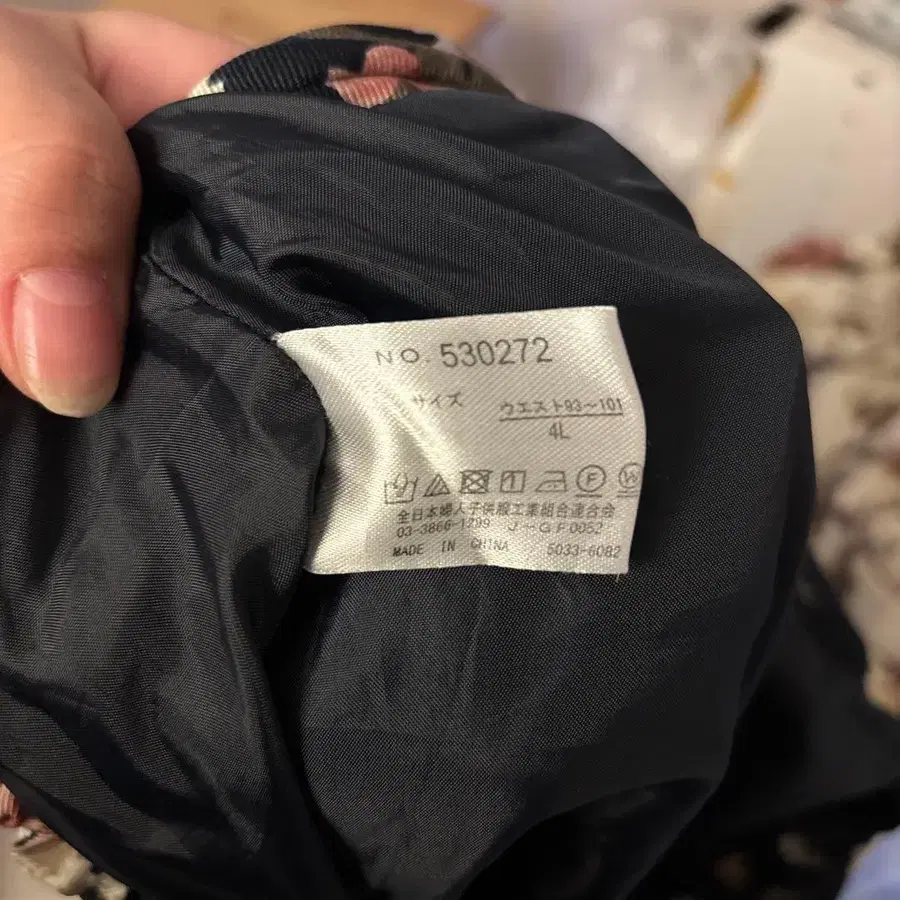 NO. 530272
サイズ ウエスト93〜101
4L
F W
全日本婦人子供服工業組合連合会
03-3866-1299 J-GF0052
MADE IN CHINA 5033-6082